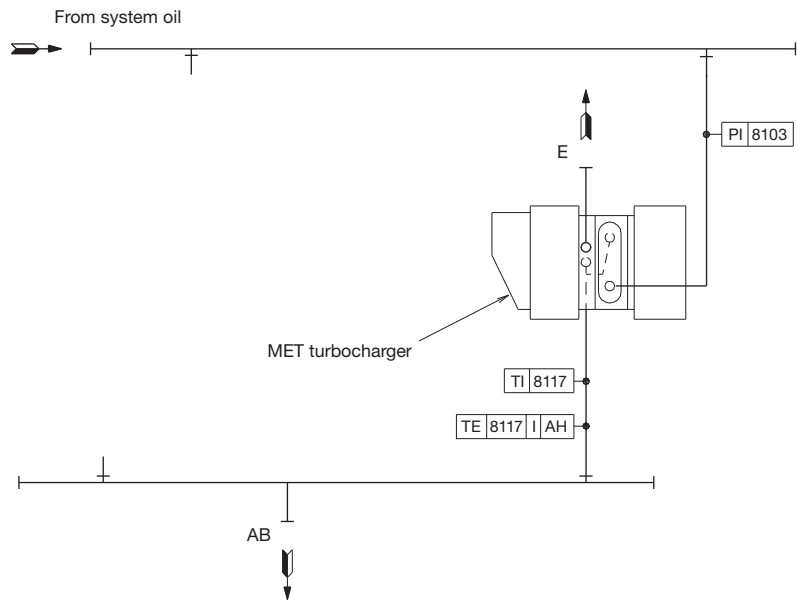 From system oil
E
PI 8103
MET turbocharger
TI 8117
TE 8117 I AH
AB